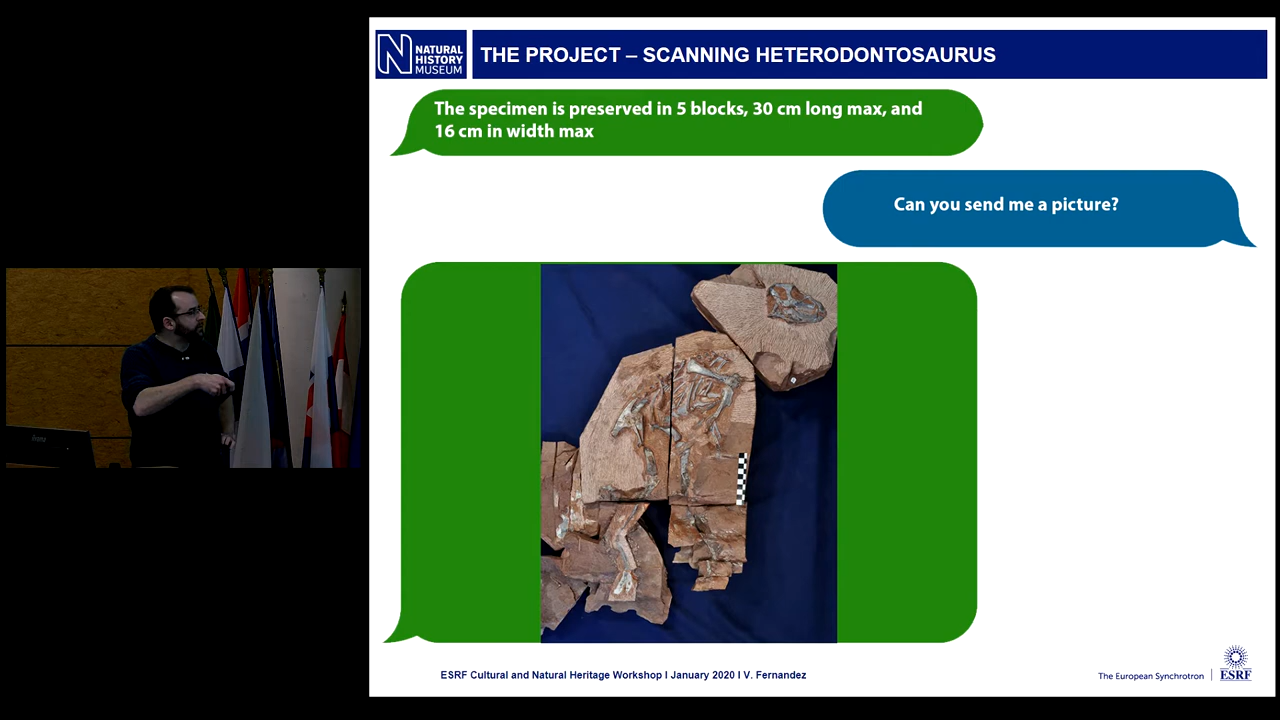 NATURAL
HISTORY
MUSEUM
THE PROJECT – SCANNING HETERODONTOSAURUS
The specimen is preserved in 5 blocks, 30 cm long max, and
16 cm in width max
Can you send me a picture?
ESRF Cultural and Natural Heritage Workshop I January 2020 I V. Fernandez
The European Synchrotron
ESRF